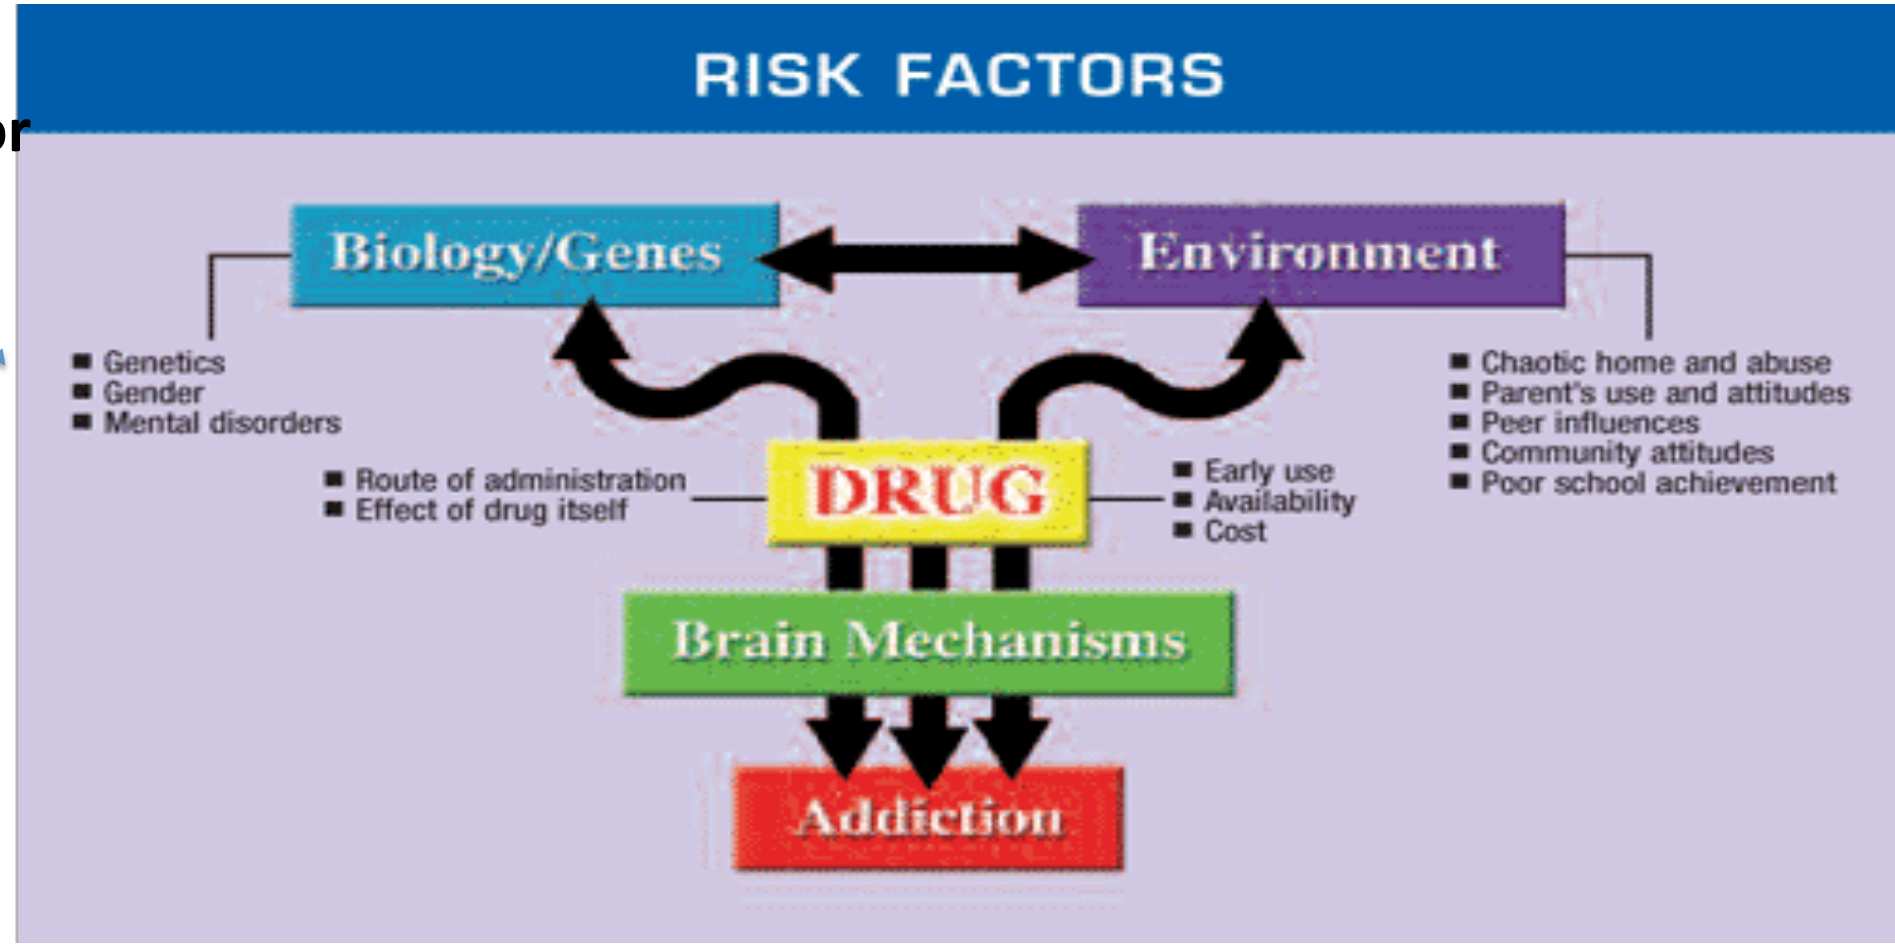 RISK FACTORS
or
Biology/Genes
Environment
Genetics
Gender
Mental disorders
Chaotic home and abuse
Parent's use and attitudes
Peer influences
Community attitudes
Poor school achievement
Route of administration
Effect of drug itself
DRUG
Early use
Availability
Cost
Brain Mechanisms
Addiction